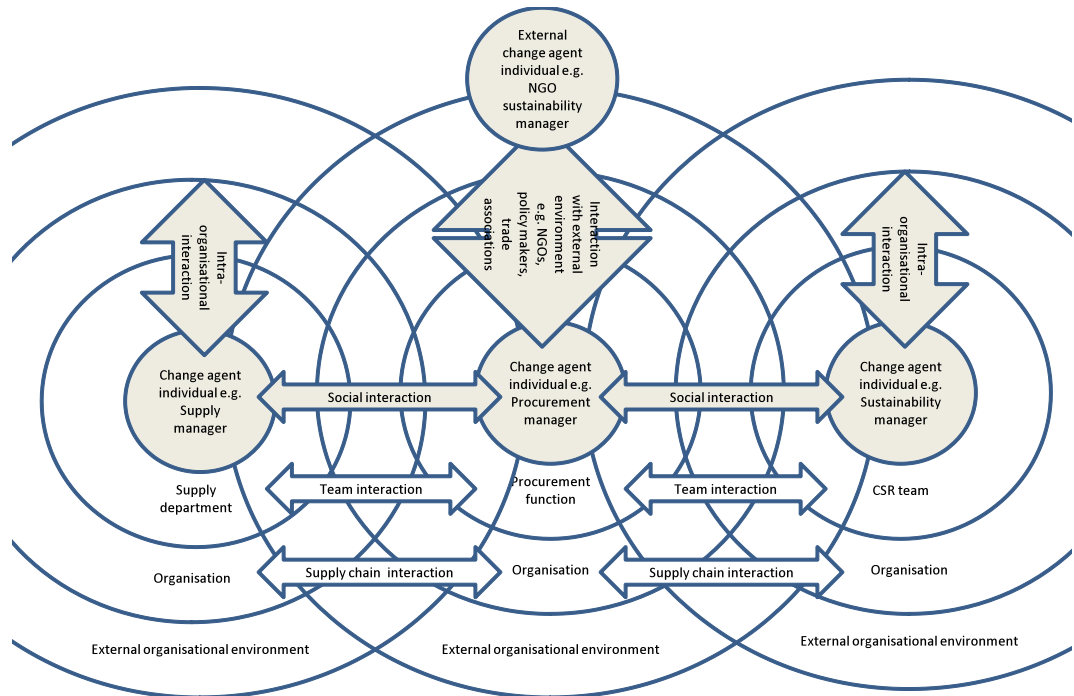 External
change agent
individual e.g.
NGO
sustainability
manager
Interaction
with external
environment
e.g. NGOs,
policy makers,
trade
associations
Intra-
organisational
interaction
Intra-
organisational
interaction
Change agent
individual e.g.
Supply
manager
Social interaction
Change agent
individual e.g.
Procurement
manager
Social interaction
Change agent
individual e.g.
Sustainability
manager
Supply
department
Team interaction
Procurement
function
Team interaction
CSR team
Organisation
Supply chain interaction
Organisation
Supply chain interaction
Organisation
External organisational environment
External organisational environment
External organisational environment